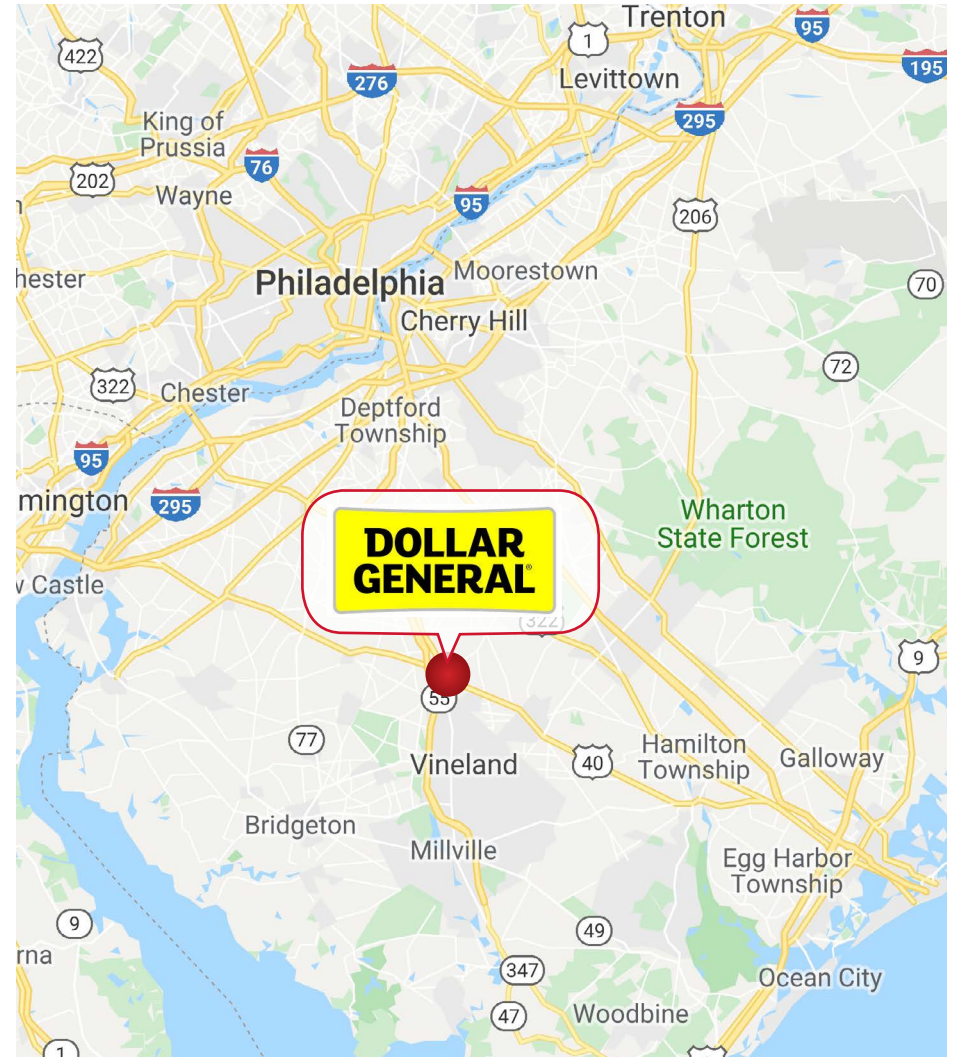 Trenton
95
422
1
195
Levittown
276
King of
Prussia
295
76
202
Wayne
95
206
hester
Moorestown
Philadelphia
70
Cherry Hill
72
322
Chester
Deptford
Township
95
mington
295
Wharton
State Forest
DOLLAR
GENERAL®
Castle
322
9
55
77
Vineland
40
Hamilton
Township
Galloway
Bridgeton
Millville
Egg Harbor
Township
9
49
rna
347
Ocean City
47
Woodbine
1